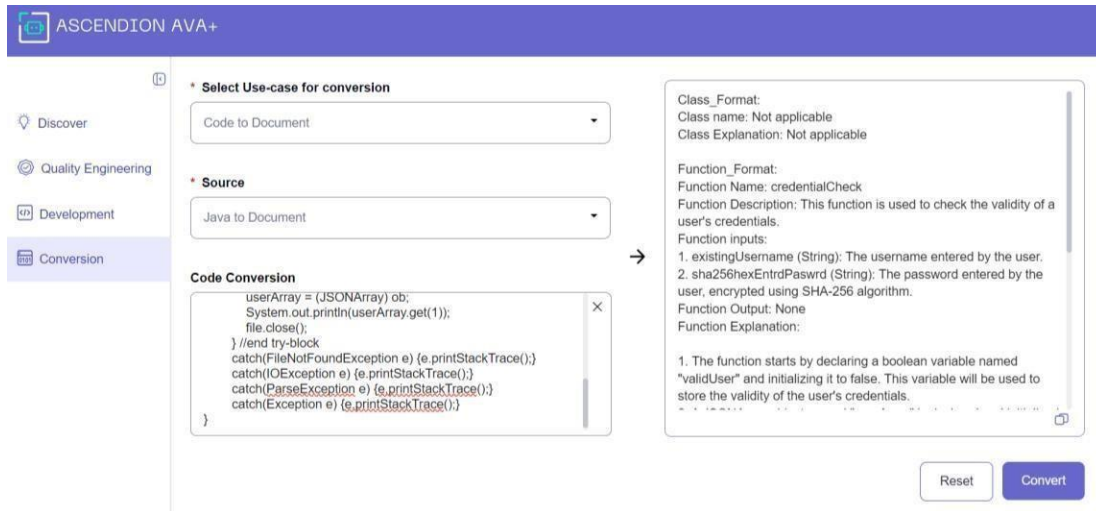 ASCENDION AVA+
Discover
Quality Engineering
Development
Conversion
* Select Use-case for conversion
Code to Document
* Source
Java to Document
Code Conversion
userArray = (JSONArray) ob;
System.out.println(userArray.get(1));
file.close();
} //end try-block
catch(FileNotFoundException e) {e.printStackTrace();}
catch(IOException e) {e.printStackTrace();}
catch(ParseException e) {e.printStackTrace();}
catch(Exception e) {e.printStackTrace();}
}
Class_Format:
Class name: Not applicable
Class Explanation: Not applicable
Function_Format:
Function Name: credentialCheck
Function Description: This function is used to check the validity of a
user's credentials.
Function inputs:
1. existingUsername (String): The username entered by the user.
2. sha256hexEntrdPaswrd (String): The password entered by the
user, encrypted using SHA-256 algorithm.
Function Output: None
Function Explanation:
1. The function starts by declaring a boolean variable named
"validUser" and initializing it to false. This variable will be used to
store the validity of the user's credentials.
Reset
Convert